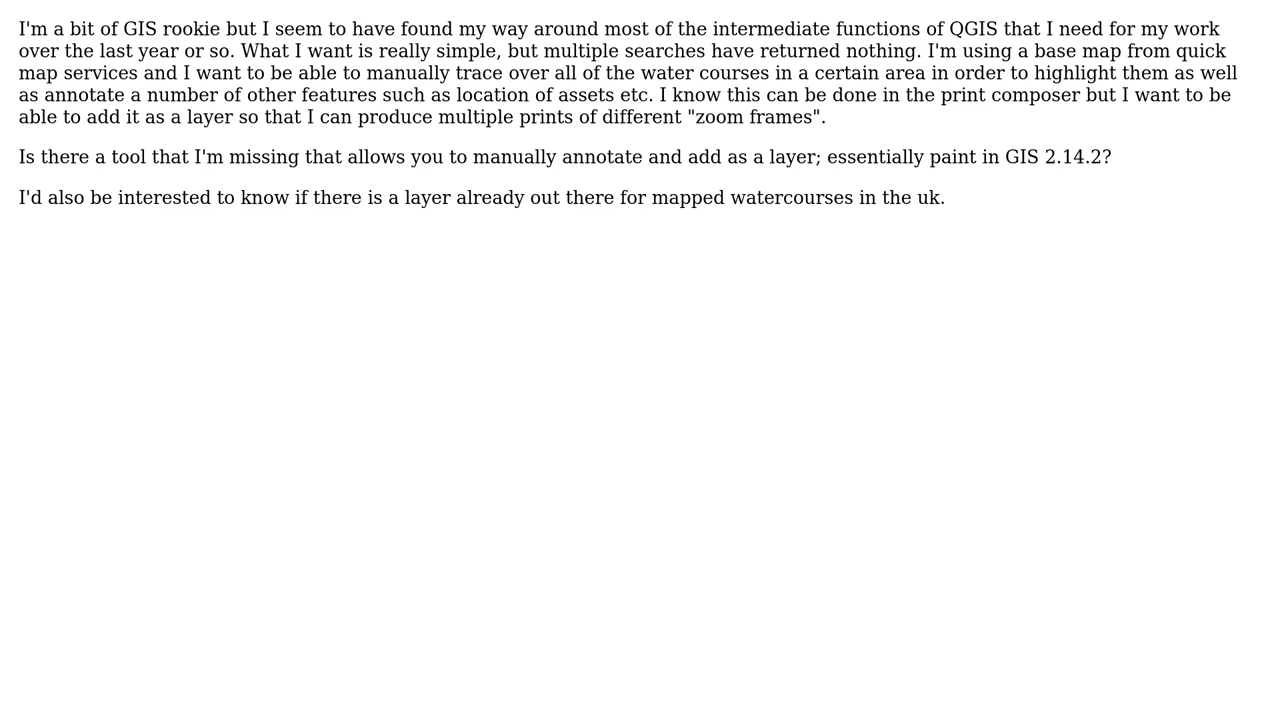 I'm a bit of GIS rookie but I seem to have found my way around most of the intermediate functions of QGIS that I need for my work
over the last year or so. What I want is really simple, but multiple searches have returned nothing. I'm using a base map from quick
map services and I want to be able to manually trace over all of the water courses in a certain area in order to highlight them as well
as annotate a number of other features such as location of assets etc. I know this can be done in the print composer but I want to be
able to add it as a layer so that I can produce multiple prints of different "zoom frames".
Is there a tool that I'm missing that allows you to manually annotate and add as a layer; essentially paint in GIS 2.14.2?
I'd also be interested to know if there is a layer already out there for mapped watercourses in the uk.